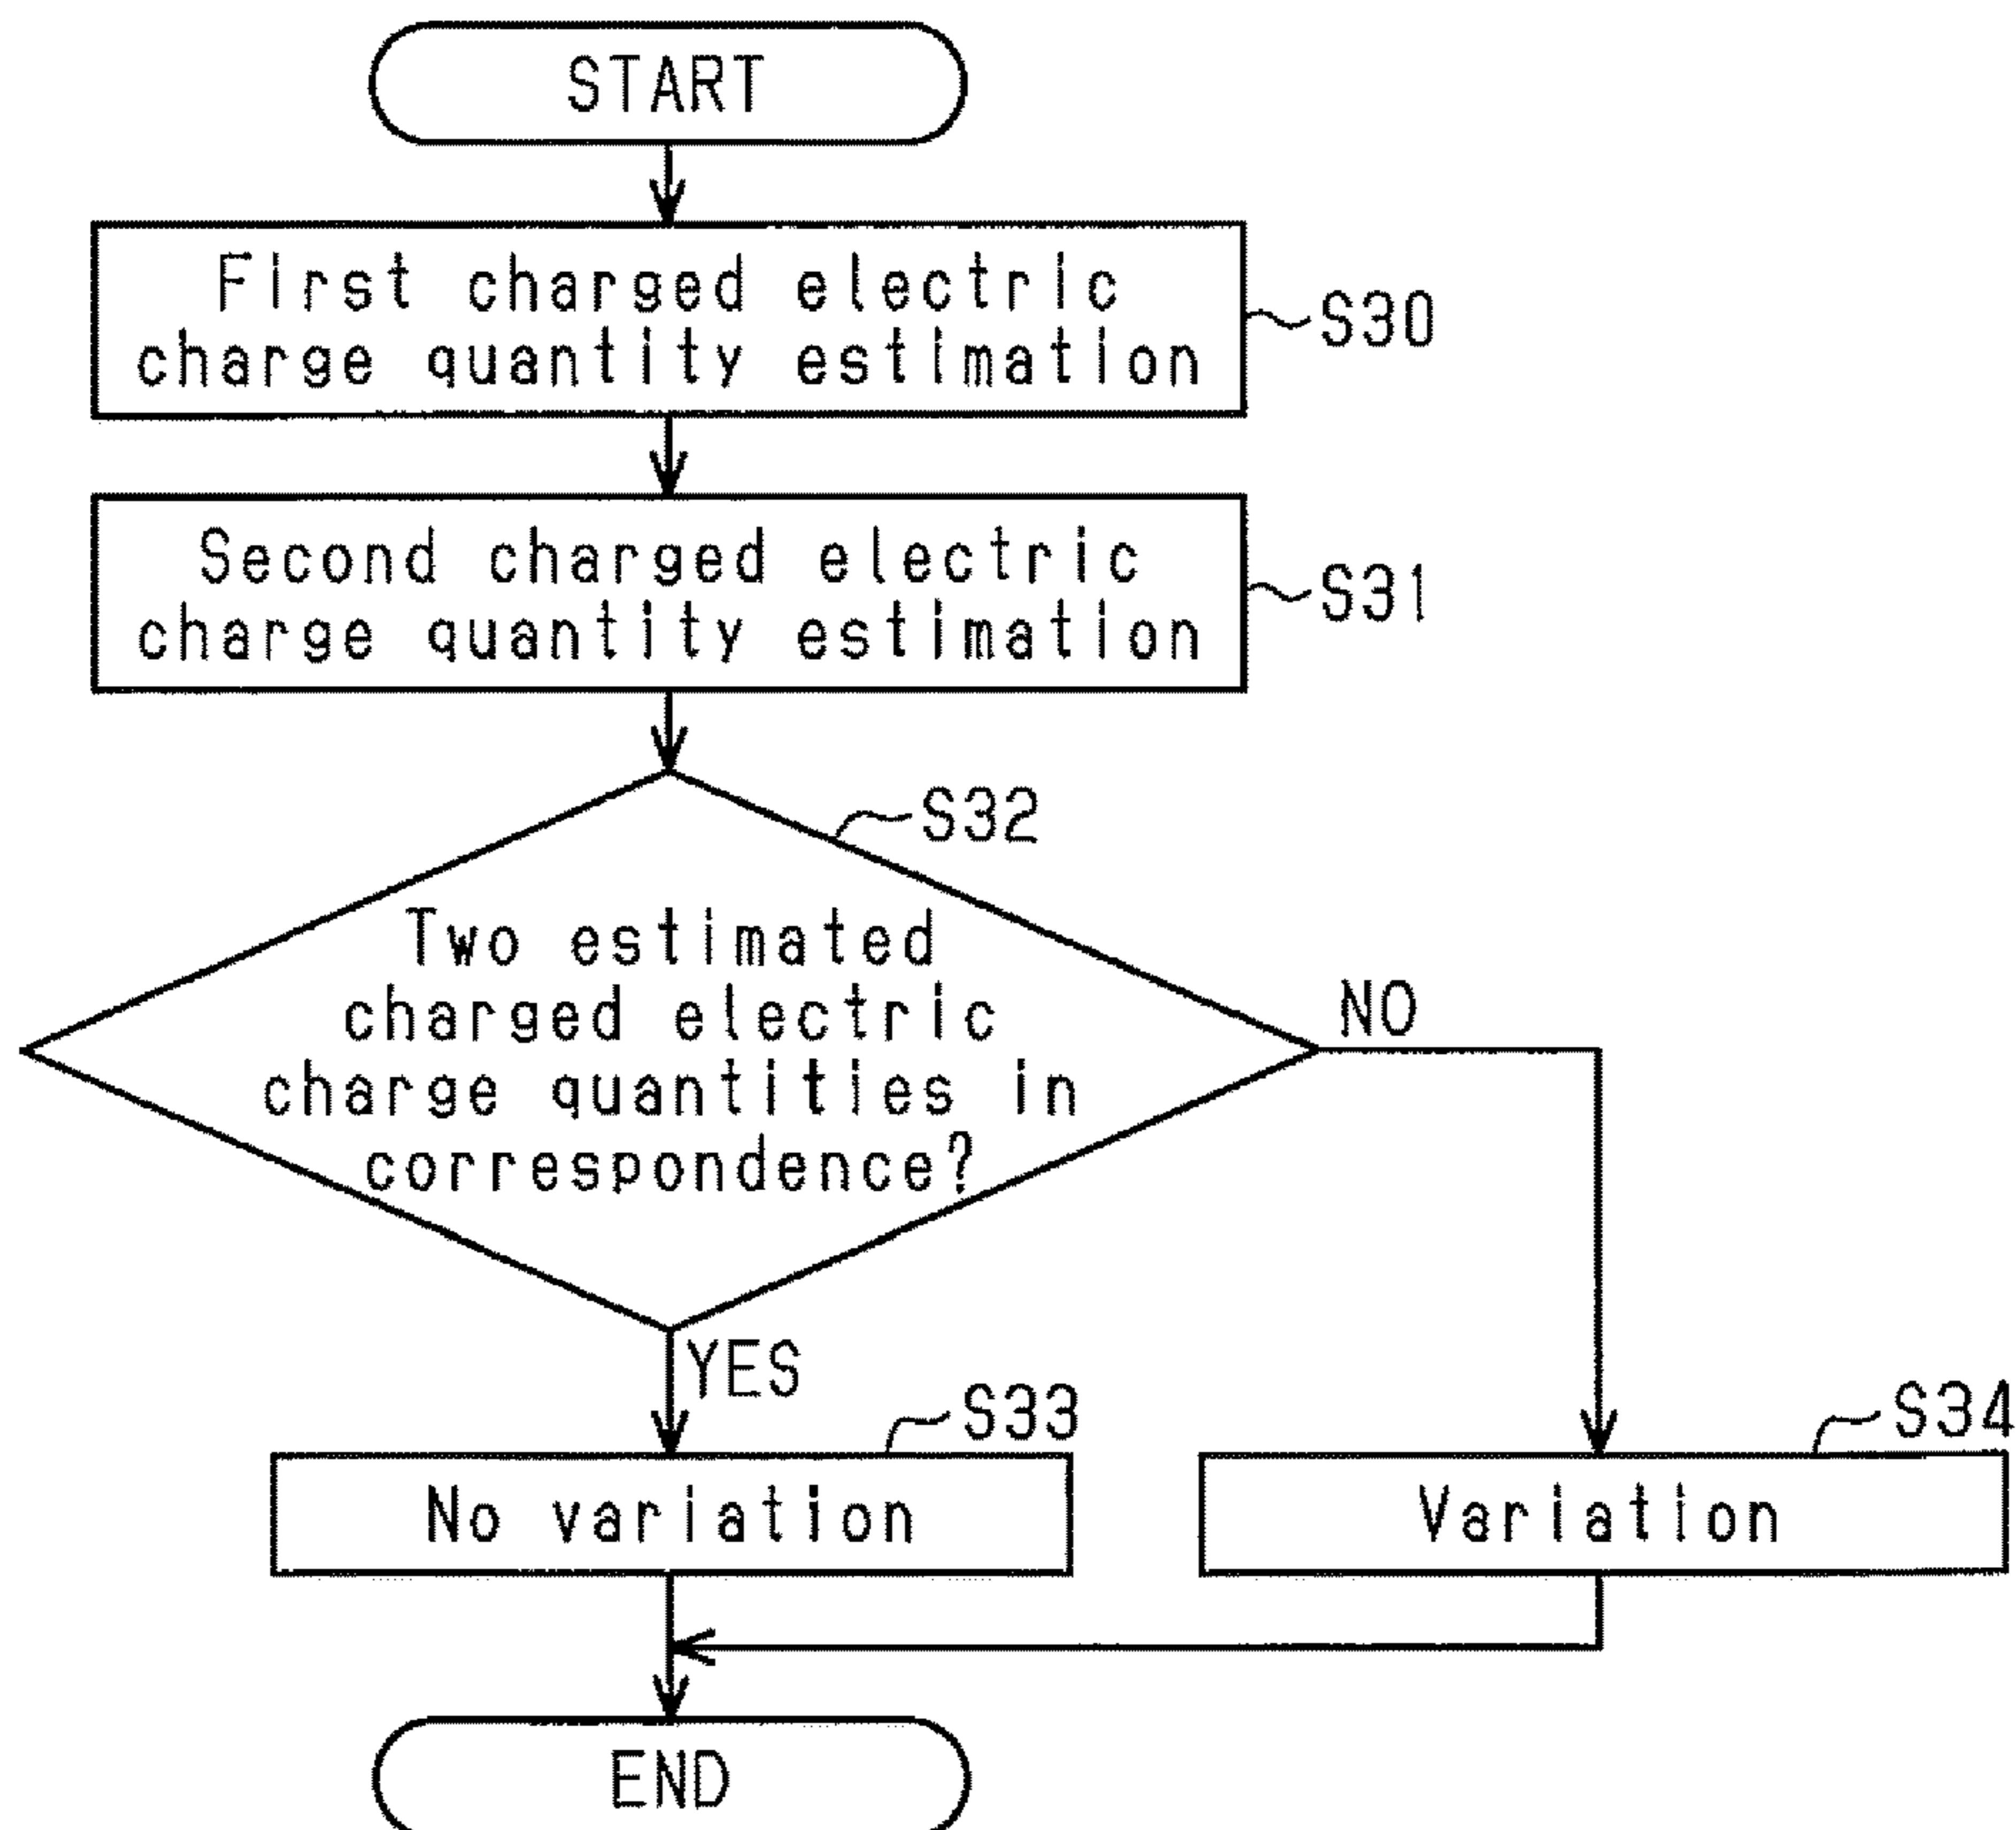 START
First charged electric
charge quantity estimation
S30
Second charged electric
charge quantity estimation
S31
S32
Two estimated
charged electric
charge quantities in
correspondence?
NO
YES
S33
No variation
S34
Variation
END